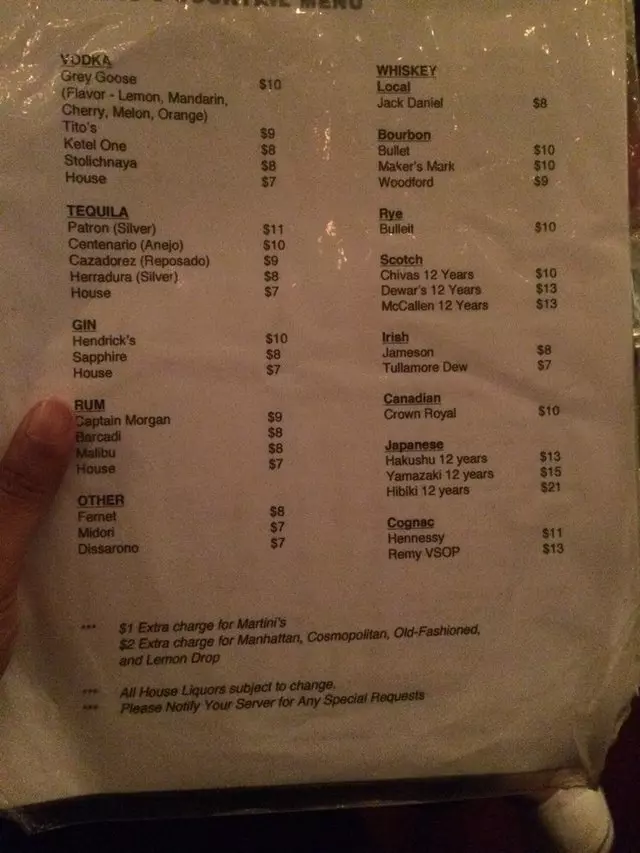 COCKTAIL MENU
VODKA
Grey Goose $10
(Flavor - Lemon, Mandarin,
Cherry, Melon, Orange)
Tito's $9
Ketel One $8
Stolichnaya $8
House $7
TEQUILA
Patron (Silver) $11
Centenario (Anejo) $10
Cazadorez (Reposado) $9
Herradura (Silver) $8
House $7
GIN
Hendrick's $10
Sapphire $8
House $7
RUM
Captain Morgan $9
Barcadi $8
Malibu $8
House $7
OTHER
Fernet $8
Midori $7
Dissarono $7
WHISKEY
Local
Jack Daniel $8
Bourbon
Bullet $10
Maker's Mark $10
Woodford $9
Rye
Bulleit $10
Scotch
Chivas 12 Years $10
Dewar's 12 Years $13
McCallen 12 Years $13
Irish
Jameson $8
Tullamore Dew $7
Canadian
Crown Royal $10
Japanese
Hakushu 12 years $13
Yamazaki 12 years $15
Hibiki 12 years $21
Cognac
Hennessy $11
Remy VSOP $13
*** $1 Extra charge for Martini's
$2 Extra charge for Manhattan, Cosmopolitan, Old-Fashioned,
and Lemon Drop
*** All House Liquors subject to change.
*** Please Notify Your Server for Any Special Requests